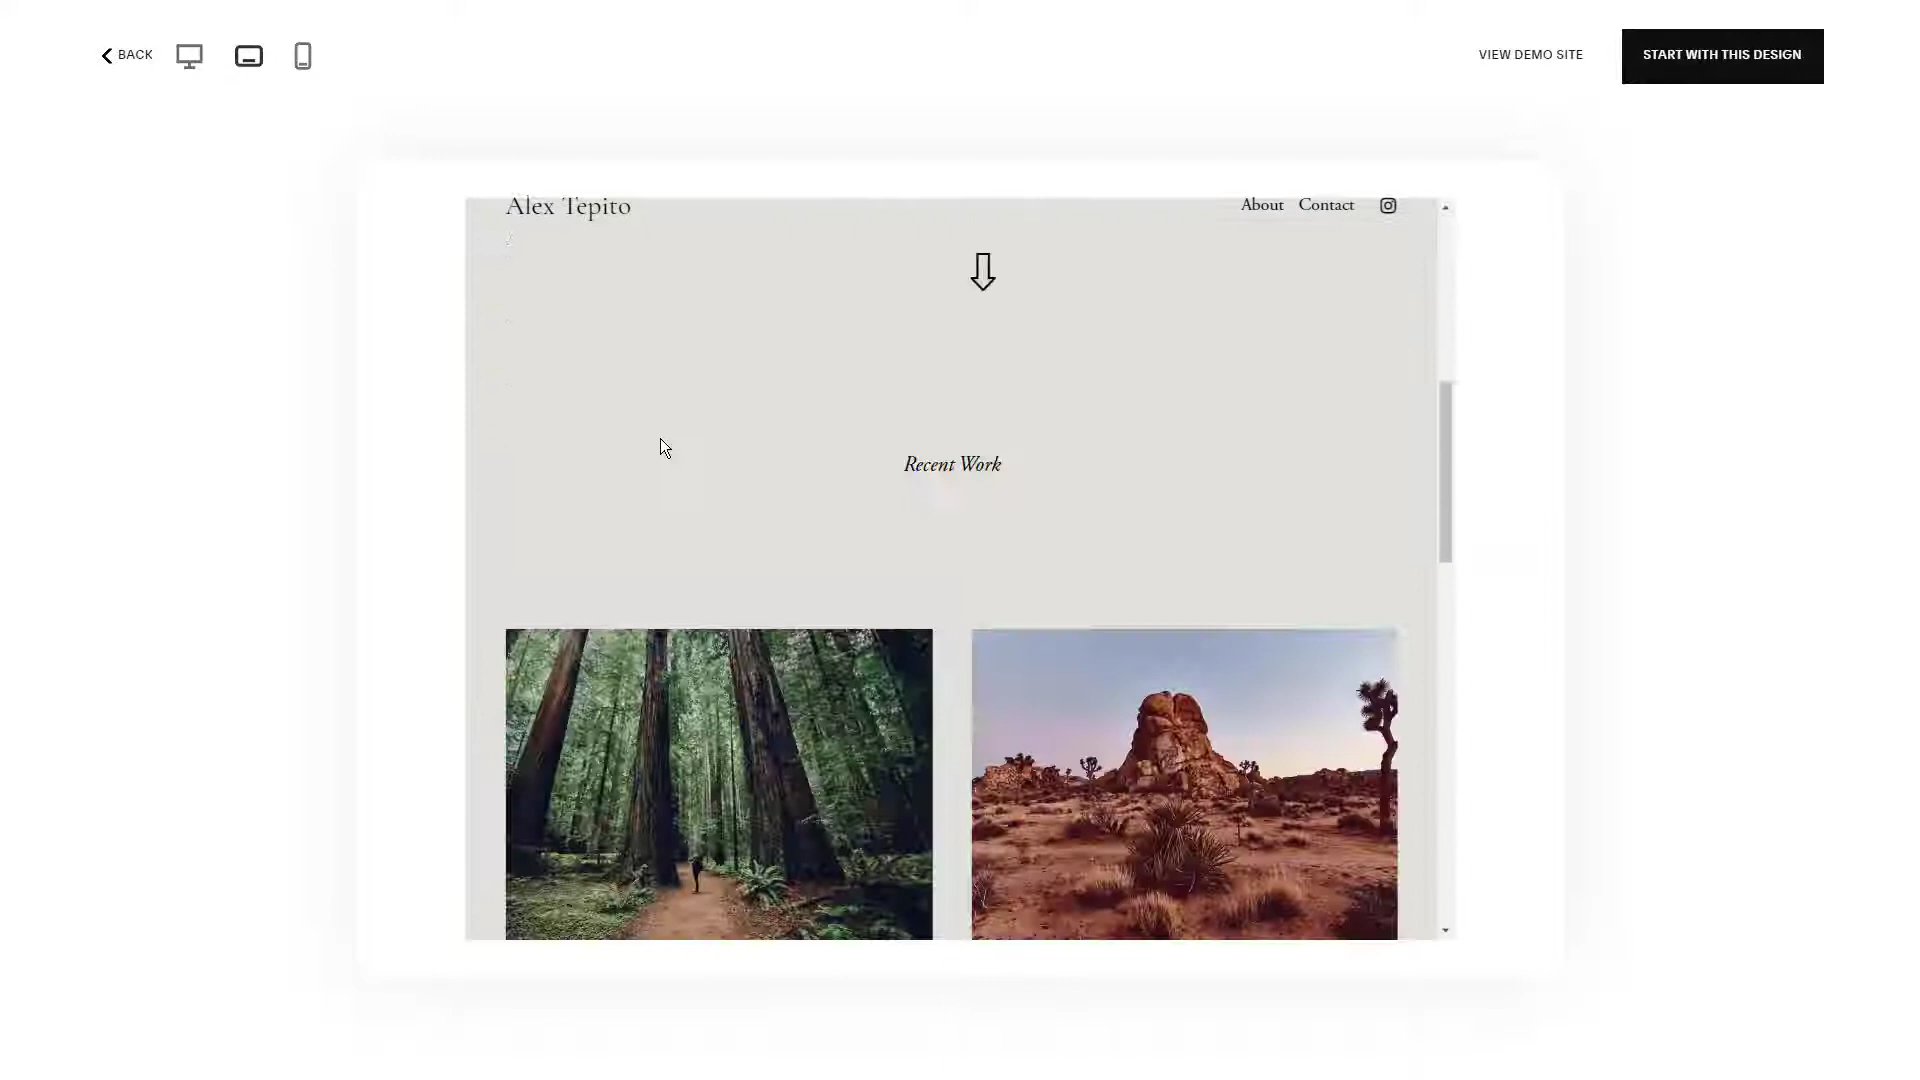 BACK
VIEW DEMO SITE
START WITH THIS DESIGN
Alex Tepito
About
Contact
Recent Work